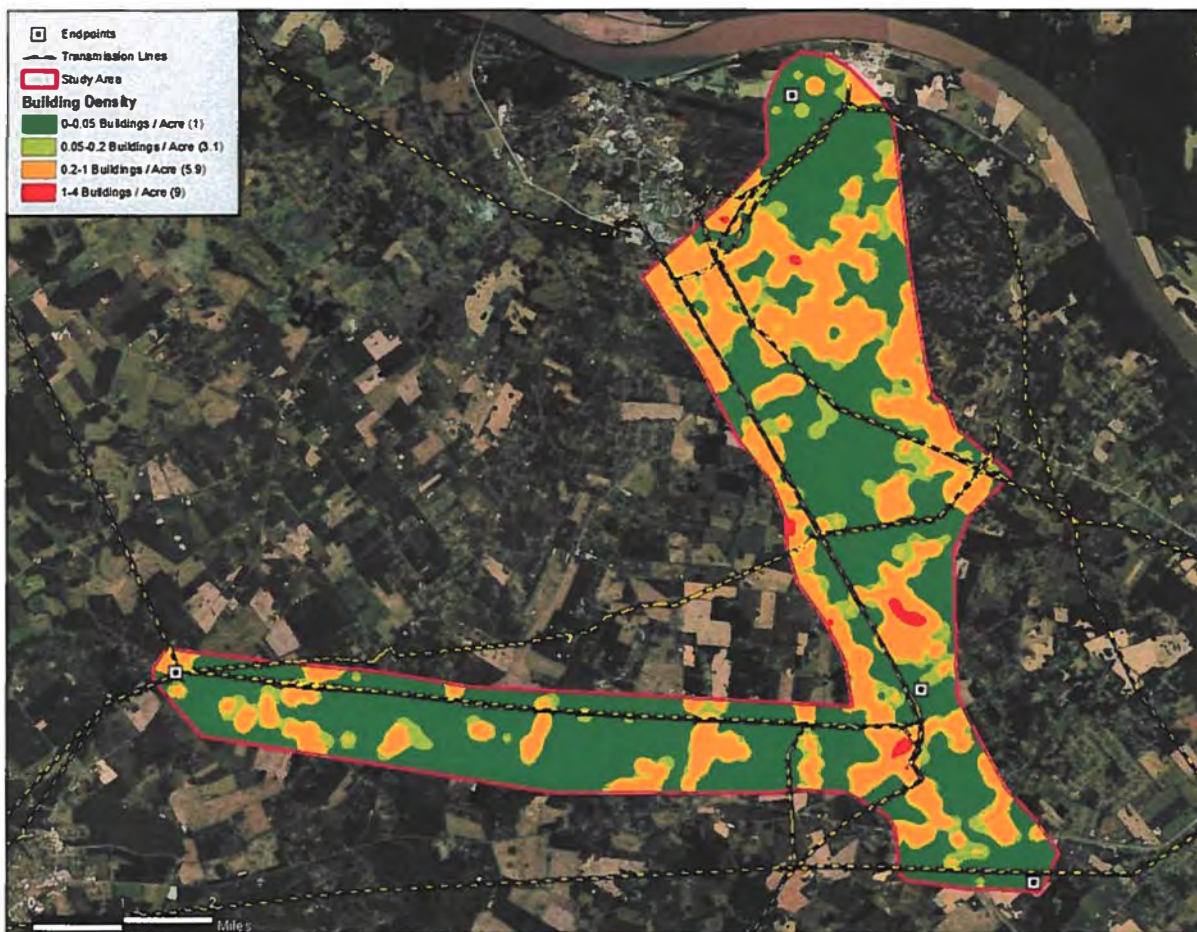 Endpoints
Transmission Lines
Study Area
Building Density
0-0.05 Buildings / Acre (1)
0.05-0.2 Buildings / Acre (3.1)
0.2-1 Buildings / Acre (5.9)
1-4 Buildings / Acre (9)
0 1 2
Miles